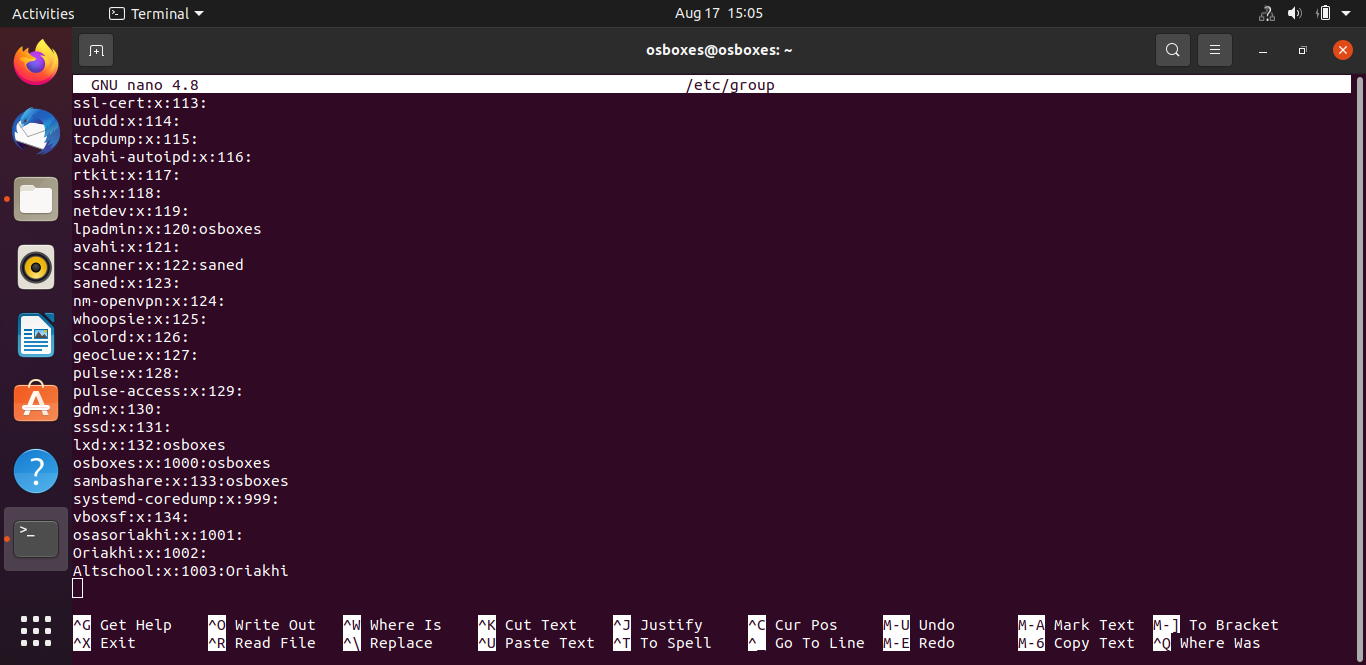 Activities Terminal Aug 17 15:05
osboxes@osboxes: ~
GNU nano 4.8 /etc/group
ssl-cert:x:113:
uuidd:x:114:
tcpdump:x:115:
avahi-autoipd:x:116:
rtkit:x:117:
ssh:x:118:
netdev:x:119:
lpadmin:x:120:osboxes
avahi:x:121:
scanner:x:122:saned
saned:x:123:
nm-openvpn:x:124:
whoopsie:x:125:
colord:x:126:
geoclue:x:127:
pulse:x:128:
pulse-access:x:129:
gdm:x:130:
sssd:x:131:
lxd:x:132:osboxes
osboxes:x:1000:osboxes
sambashare:x:133:osboxes
systemd-coredump:x:999:
vboxsf:x:134:
osasoriakhi:x:1001:
Oriakhi:x:1002:
Altschool:x:1003:Oriakhi
^G Get Help ^O Write Out ^W Where Is ^K Cut Text ^J Justify ^C Cur Pos M-U Undo M-A Mark Text M-] To Bracket
^X Exit ^R Read File ^\ Replace ^U Paste Text ^T To Spell ^_ Go To Line M-E Redo M-6 Copy Text ^Q Where Was